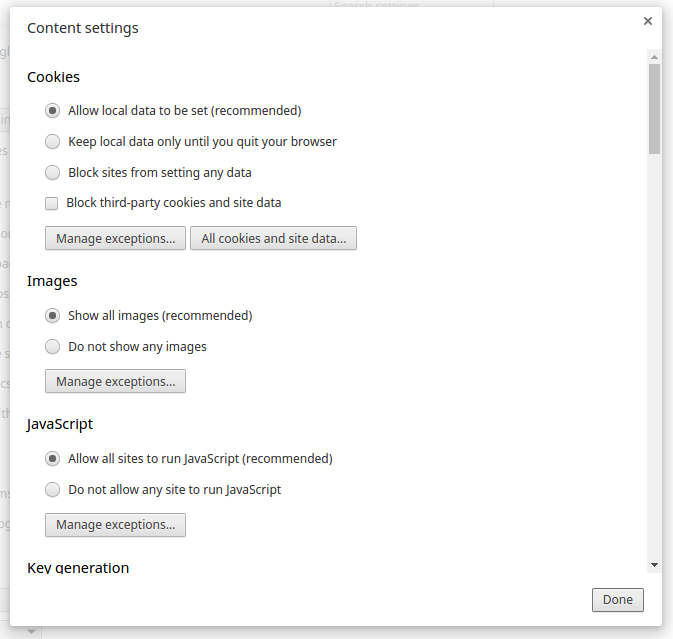 Search settings
Content settings
Cookies
Allow local data to be set (recommended)
Keep local data only until you quit your browser
Block sites from setting any data
Block third-party cookies and site data
Manage exceptions... All cookies and site data...
Images
Show all images (recommended)
Do not show any images
Manage exceptions...
JavaScript
Allow all sites to run JavaScript (recommended)
Do not allow any site to run JavaScript
Manage exceptions...
Key generation
Done